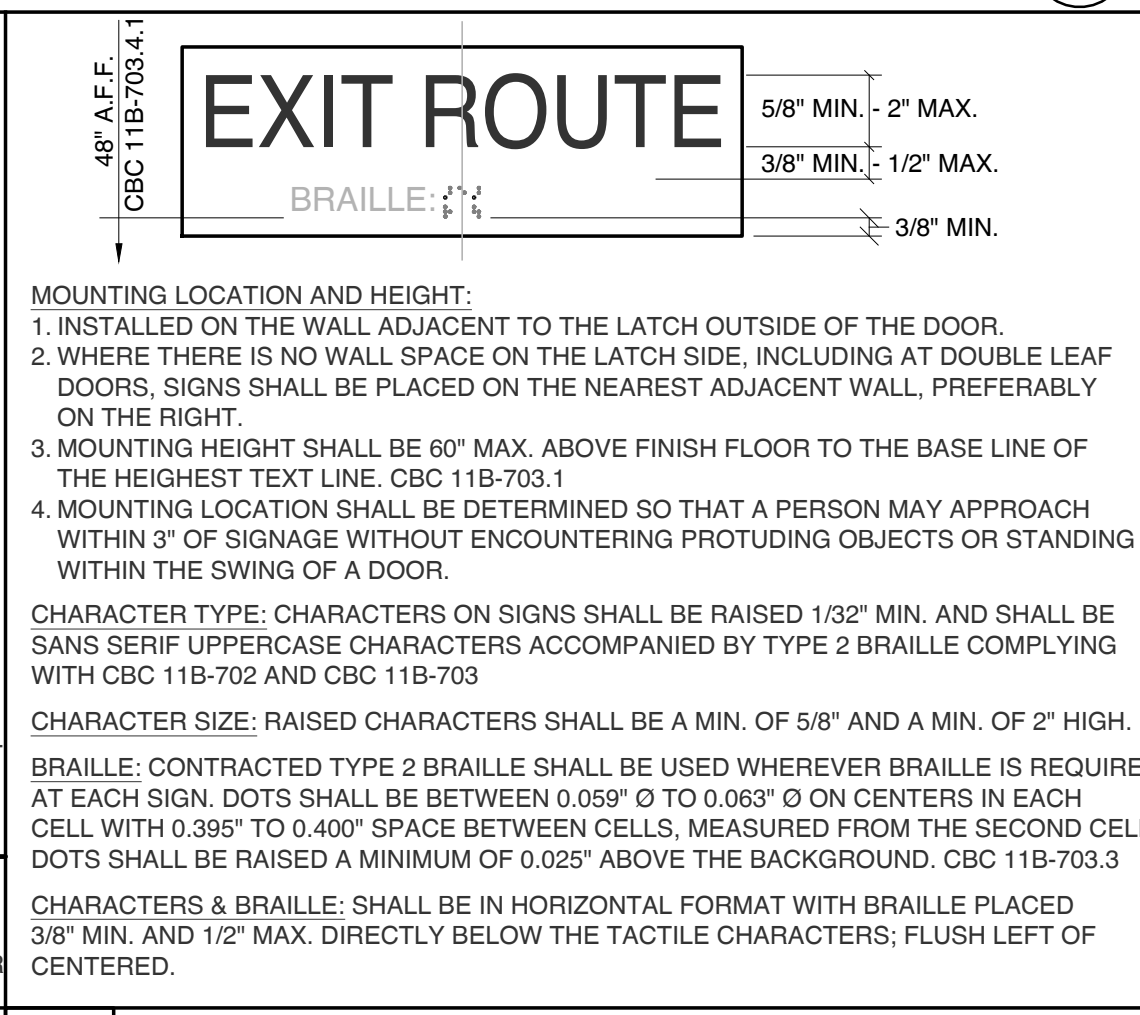 48" A.F.F.
CBC 11B-703.4.1
EXIT ROUTE
BRAILLE:
5/8" MIN. - 2" MAX.
3/8" MIN. - 1/2" MAX.
3/8" MIN.
MOUNTING LOCATION AND HEIGHT:
1. INSTALLED ON THE WALL ADJACENT TO THE LATCH OUTSIDE OF THE DOOR.
2. WHERE THERE IS NO WALL SPACE ON THE LATCH SIDE, INCLUDING AT DOUBLE LEAF
DOORS, SIGNS SHALL BE PLACED ON THE NEAREST ADJACENT WALL, PREFERABLY
ON THE RIGHT.
3. MOUNTING HEIGHT SHALL BE 60" MAX. ABOVE FINISH FLOOR TO THE BASE LINE OF
THE HEIGHEST TEXT LINE. CBC 11B-703.1
4. MOUNTING LOCATION SHALL BE DETERMINED SO THAT A PERSON MAY APPROACH
WITHIN 3" OF SIGNAGE WITHOUT ENCOUNTERING PROTUDING OBJECTS OR STANDING
WITHIN THE SWING OF A DOOR.
CHARACTER TYPE: CHARACTERS ON SIGNS SHALL BE RAISED 1/32" MIN. AND SHALL BE
SANS SERIF UPPERCASE CHARACTERS ACCOMPANIED BY TYPE 2 BRAILLE COMPLYING
WITH CBC 11B-702 AND CBC 11B-703
CHARACTER SIZE: RAISED CHARACTERS SHALL BE A MIN. OF 5/8" AND A MIN. OF 2" HIGH.
BRAILLE: CONTRACTED TYPE 2 BRAILLE SHALL BE USED WHEREVER BRAILLE IS REQUIRE
AT EACH SIGN. DOTS SHALL BE BETWEEN 0.059" Ø TO 0.063" Ø ON CENTERS IN EACH
CELL WITH 0.395" TO 0.400" SPACE BETWEEN CELLS, MEASURED FROM THE SECOND CELL
DOTS SHALL BE RAISED A MINIMUM OF 0.025" ABOVE THE BACKGROUND. CBC 11B-703.3
CHARACTERS & BRAILLE: SHALL BE IN HORIZONTAL FORMAT WITH BRAILLE PLACED
3/8" MIN. AND 1/2" MAX. DIRECTLY BELOW THE TACTILE CHARACTERS; FLUSH LEFT OF
CENTERED.